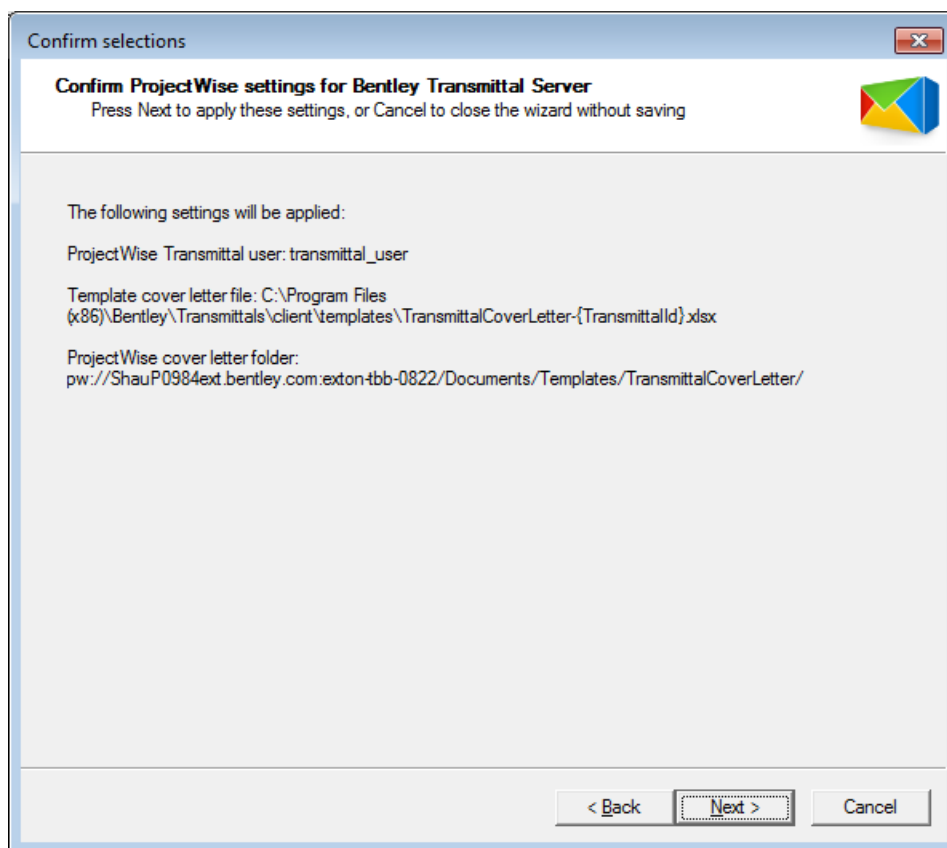 Confirm selections
Confirm ProjectWise settings for Bentley Transmittal Server
Press Next to apply these settings, or Cancel to close the wizard without saving
The following settings will be applied:
ProjectWise Transmittal user: transmittal_user
Template cover letter file: C:\Program Files
(x86)\Bentley\Transmittals\client\templates\TransmittalCoverLetter-{TransmittalId}.xlsx
ProjectWise cover letter folder:
pw://ShauP0984ext.bentley.com:exton-tbb-0822/Documents/Templates/TransmittalCoverLetter/
< Back Next > Cancel